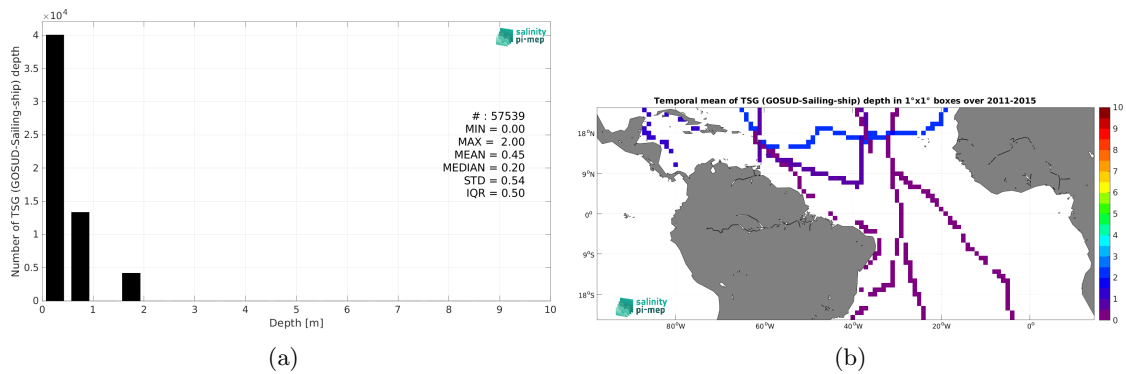 ×10⁴
4
3.5
3
2.5
2
1.5
1
0.5
0
Number of TSG (GOSUD-Sailing-ship) depth
salinity
pi-mep
# : 57539
MIN = 0.00
MAX = 2.00
MEAN = 0.45
MEDIAN = 0.20
STD = 0.54
IQR = 0.50
0 1 2 3 4 5 6 7 8 9 10
Depth [m]
(a)
Temporal mean of TSG (GOSUD-Sailing-ship) depth in 1°x1° boxes over 2011-2015
18°N
9°N
0°
9°S
18°S
80°W 60°W 40°W 20°W 0°
salinity
pi-mep
10
9
8
7
6
5
4
3
2
1
0
(b)